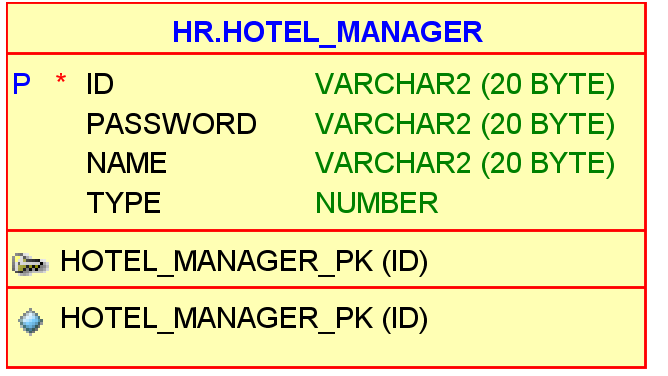 HR.HOTEL_MANAGER
P * ID VARCHAR2 (20 BYTE)
PASSWORD VARCHAR2 (20 BYTE)
NAME VARCHAR2 (20 BYTE)
TYPE NUMBER
HOTEL_MANAGER_PK (ID)
HOTEL_MANAGER_PK (ID)